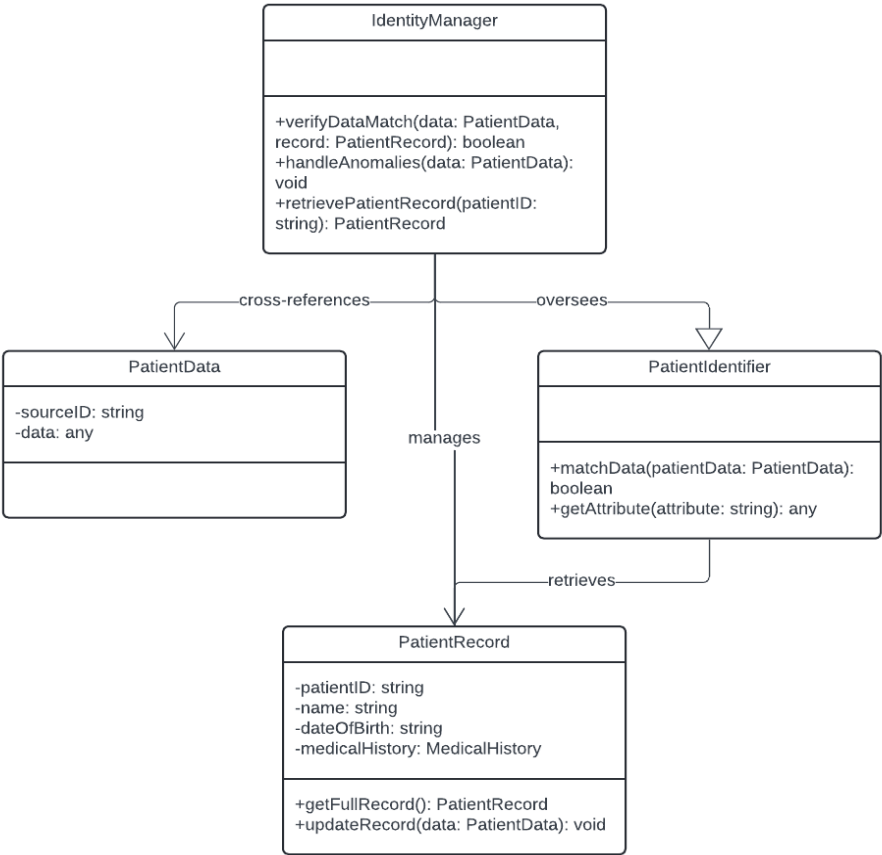 IdentityManager
+verifyDataMatch(data: PatientData,
record: PatientRecord): boolean
+handleAnomalies(data: PatientData):
void
+retrievePatientRecord(patientID:
string): PatientRecord
cross-references
oversees
PatientData
-sourceID: string
-data: any
manages
PatientIdentifier
+matchData(patientData: PatientData):
boolean
+getAttribute(attribute: string): any
retrieves
PatientRecord
-patientID: string
-name: string
-dateOfBirth: string
-medicalHistory: MedicalHistory
+getFullRecord(): PatientRecord
+updateRecord(data: PatientData): void